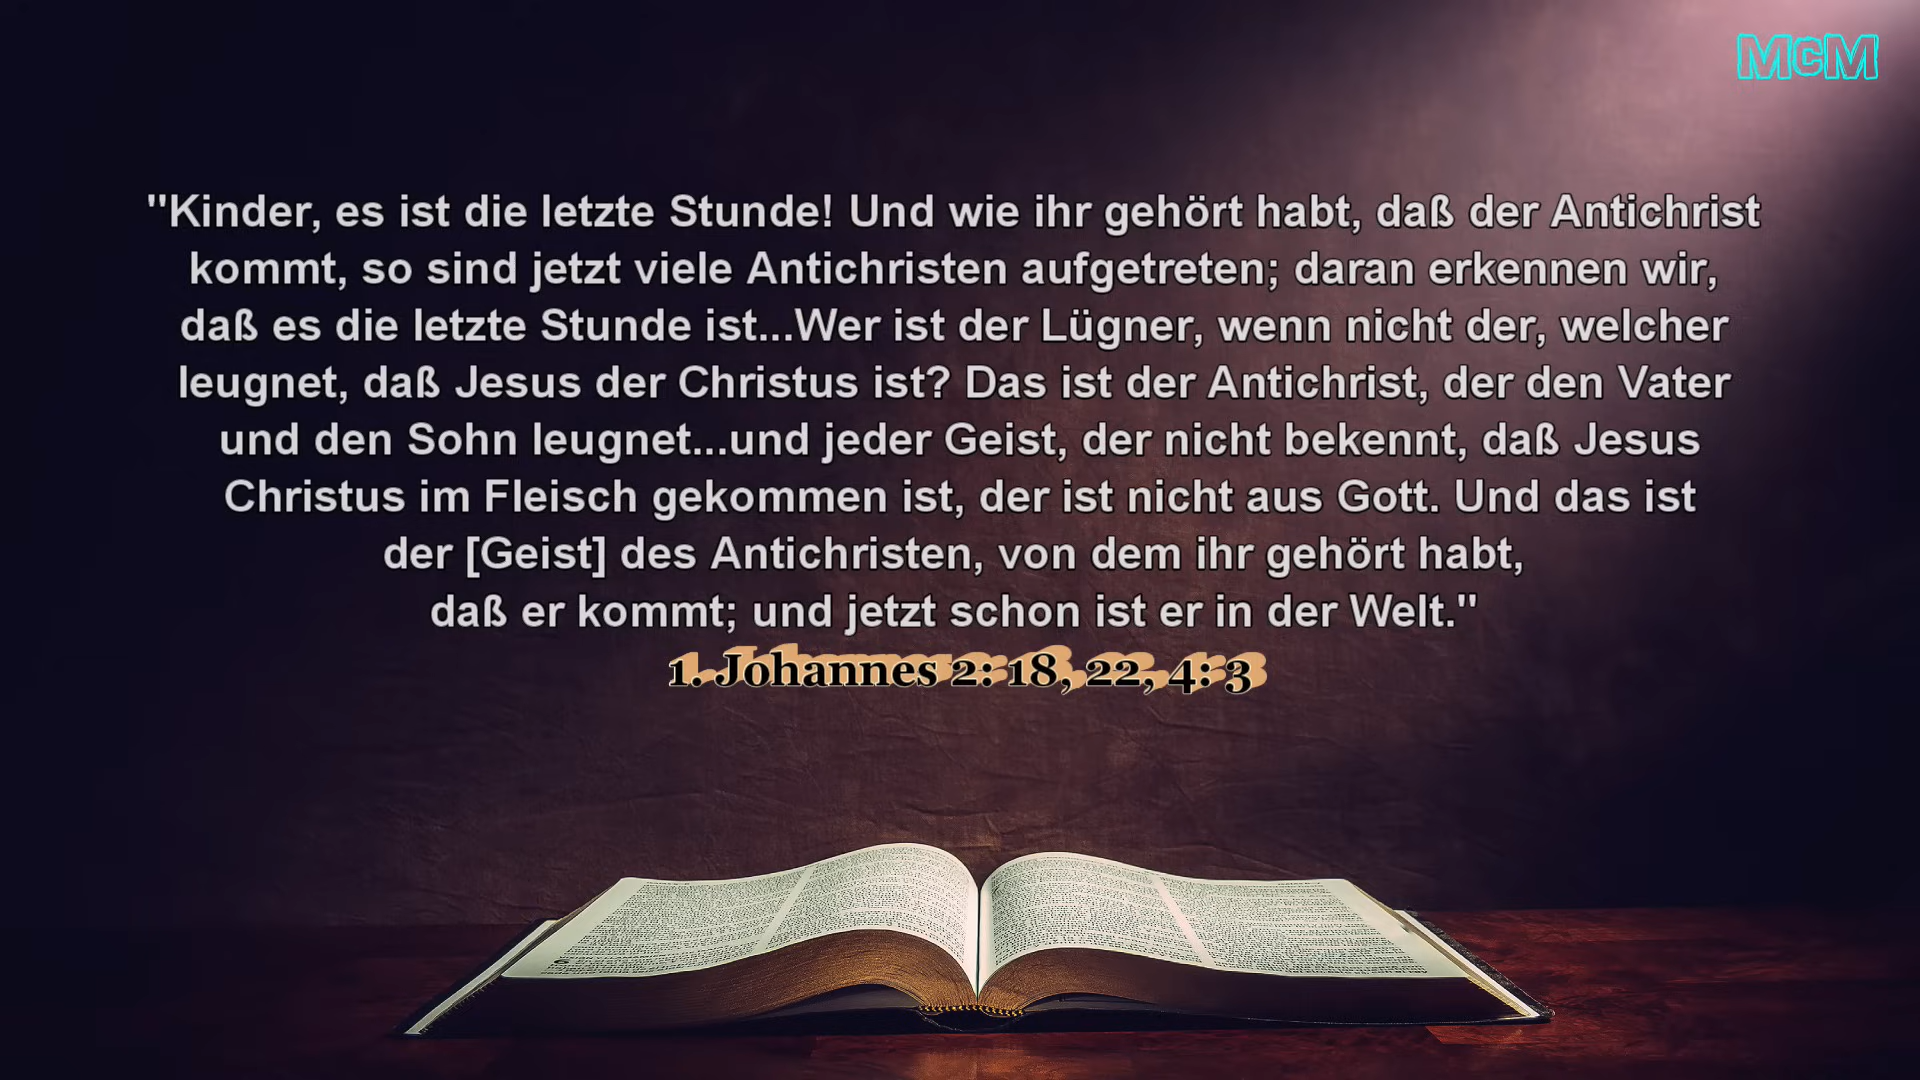 McM
"Kinder, es ist die letzte Stunde! Und wie ihr gehört habt, daß der Antichrist
kommt, so sind jetzt viele Antichristen aufgetreten; daran erkennen wir,
daß es die letzte Stunde ist...Wer ist der Lügner, wenn nicht der, welcher
leugnet, daß Jesus der Christus ist? Das ist der Antichrist, der den Vater
und den Sohn leugnet...und jeder Geist, der nicht bekennt, daß Jesus
Christus im Fleisch gekommen ist, der ist nicht aus Gott. Und das ist
der [Geist] des Antichristen, von dem ihr gehört habt,
daß er kommt; und jetzt schon ist er in der Welt."
1. Johannes 2: 18, 22, 4: 3